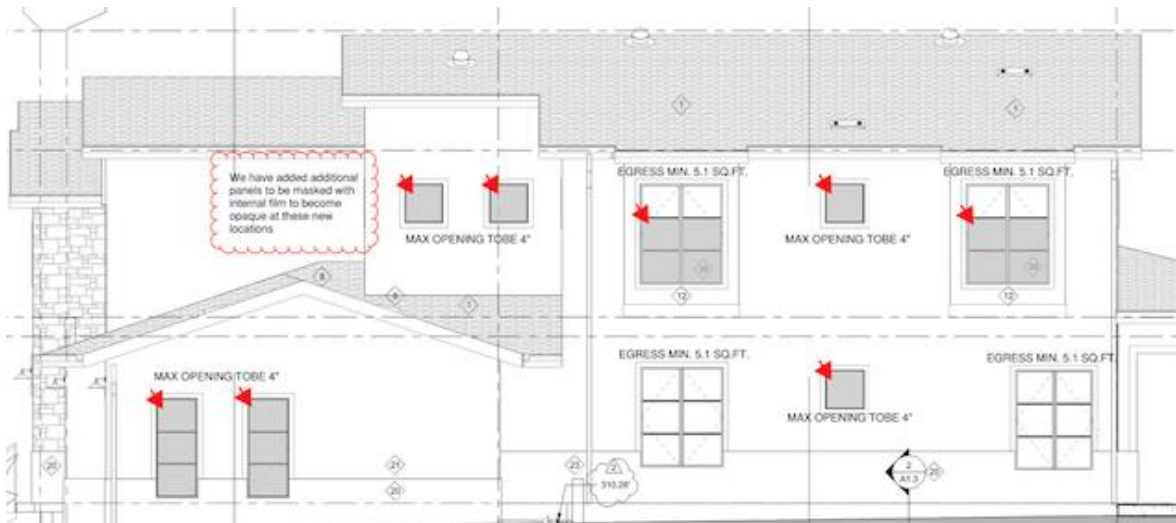 1
1
We have added additional
panels to be masked with
internal film to become
opaque at these new
locations
EGRESS MIN. 5.1 SQ.FT.
EGRESS MIN. 5.1 SQ.FT.
MAX OPENING TOBE 4"
MAX OPENING TOBE 4"
8
8
1
12
12
EGRESS MIN. 5.1 SQ.FT.
EGRESS MIN. 5.1 SQ.FT.
MAX OPENING TOBE 4"
MAX OPENING TOBE 4"
20
21
20
23
2
310.28'
2
A1.3
20